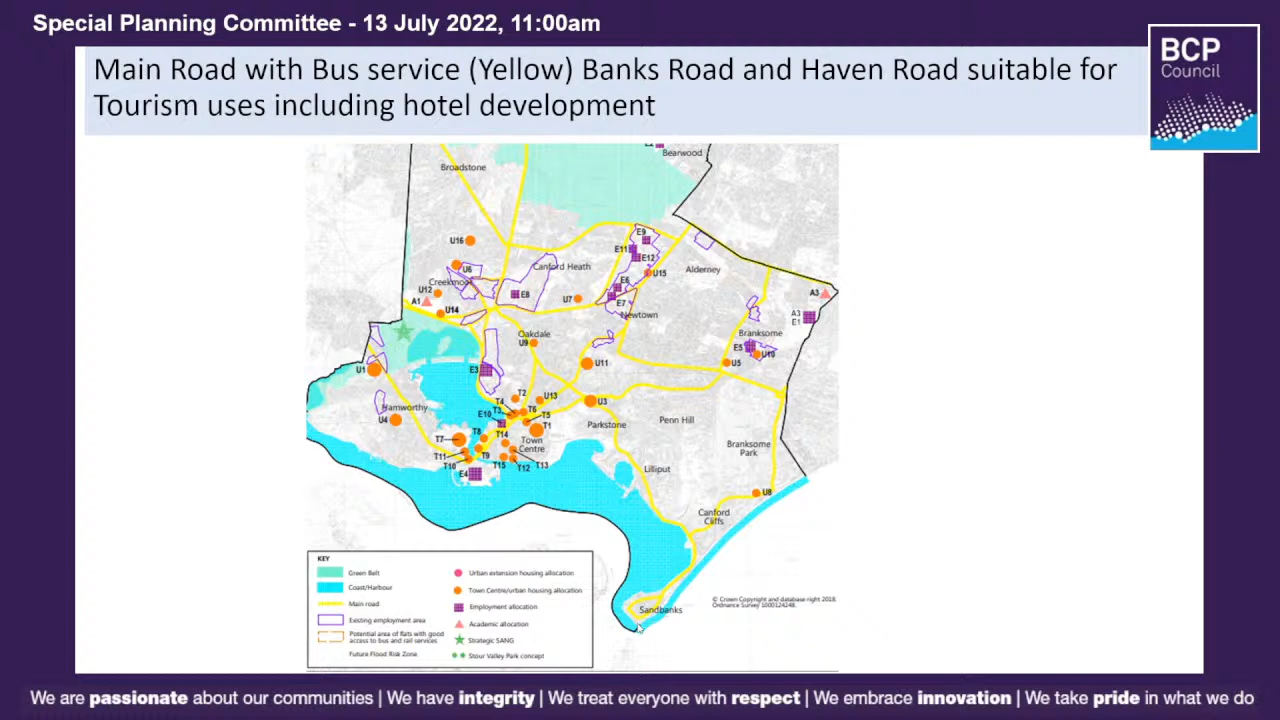 Special Planning Committee - 13 July 2022, 11:00am
BCP
Council
Main Road with Bus service (Yellow) Banks Road and Haven Road suitable for
Tourism uses including hotel development
Bearwood
Broadstone
E9
U16
E11
E12
U6
Canford Heath
U15
Alderney
Creekmoor
E6
U12
E8
U7
A3
A1
E7
U14
Newtown
A3
E1
Oakdale
Branksome
U9
E5
U10
U11
U5
U1
E3
T2
U13
T4
Hamworthy
E10
T3
T6
U3
T5
U4
T1
Parkstone
Penn Hill
T8
T14
T7
Town
Centre
Branksome
Park
T11
T9
T10
T15
T12
T13
E4
Lilliput
U8
Canford
Cliffs
KEY
Green Belt
Coast/Harbour
Main road
Existing employment area
Potential area of flats with good
access to bus and rail services
Future Flood Risk Zone
Urban extension housing allocation
Town Centre/urban housing allocation
Employment allocation
Academic allocation
Strategic SANG
Stour Valley Park concept
© Crown Copyright and database right 2018.
Ordnance Survey 1000124248.
Sandbanks
We are passionate about our communities | We have integrity | We treat everyone with respect | We embrace innovation | We take pride in what we do